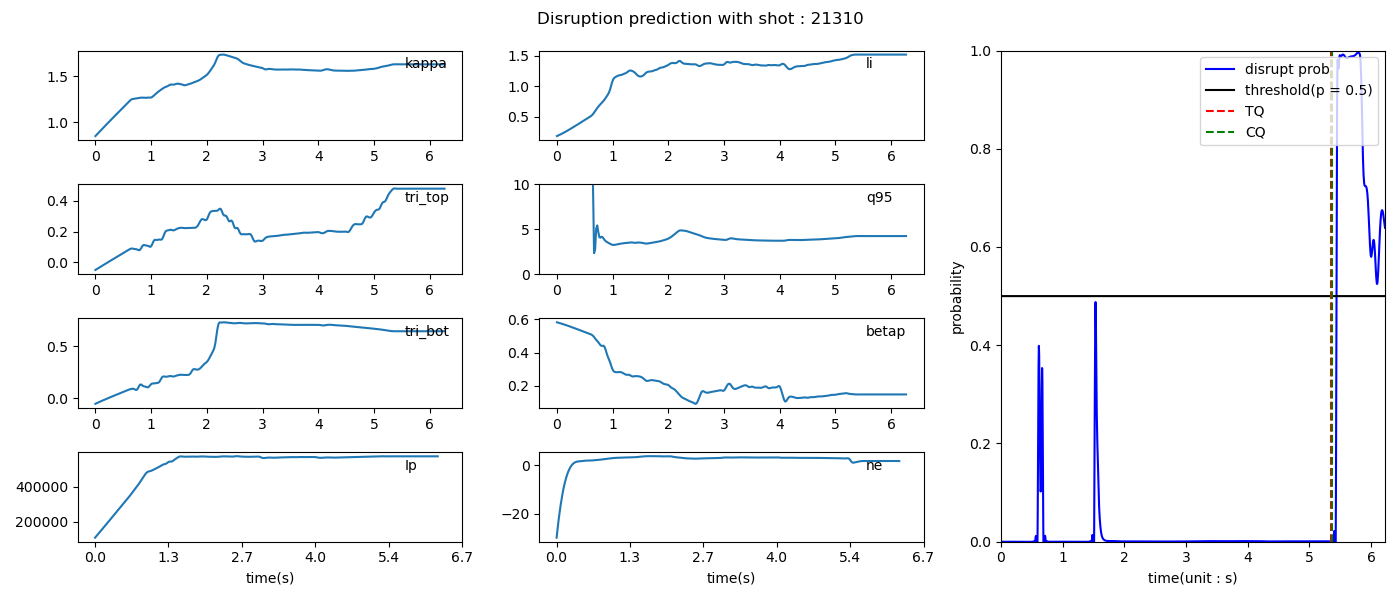 Disruption prediction with shot : 21310
kappa
1.5
1.0
0 1 2 3 4 5 6
li
1.5
1.0
0.5
0 1 2 3 4 5 6
tri_top
0.4
0.2
0.0
0 1 2 3 4 5 6
q95
10
5
0
0 1 2 3 4 5 6
tri_bot
0.5
0.0
0 1 2 3 4 5 6
betap
0.6
0.4
0.2
0 1 2 3 4 5 6
Ip
400000
200000
0.0 1.3 2.7 4.0 5.4 6.7
time(s)
ne
0
−20
0.0 1.3 2.7 4.0 5.4 6.7
time(s)
disrupt prob
threshold(p = 0.5)
TQ
CQ
1.0
0.8
0.6
0.4
0.2
0.0
probability
0 1 2 3 4 5 6
time(unit : s)